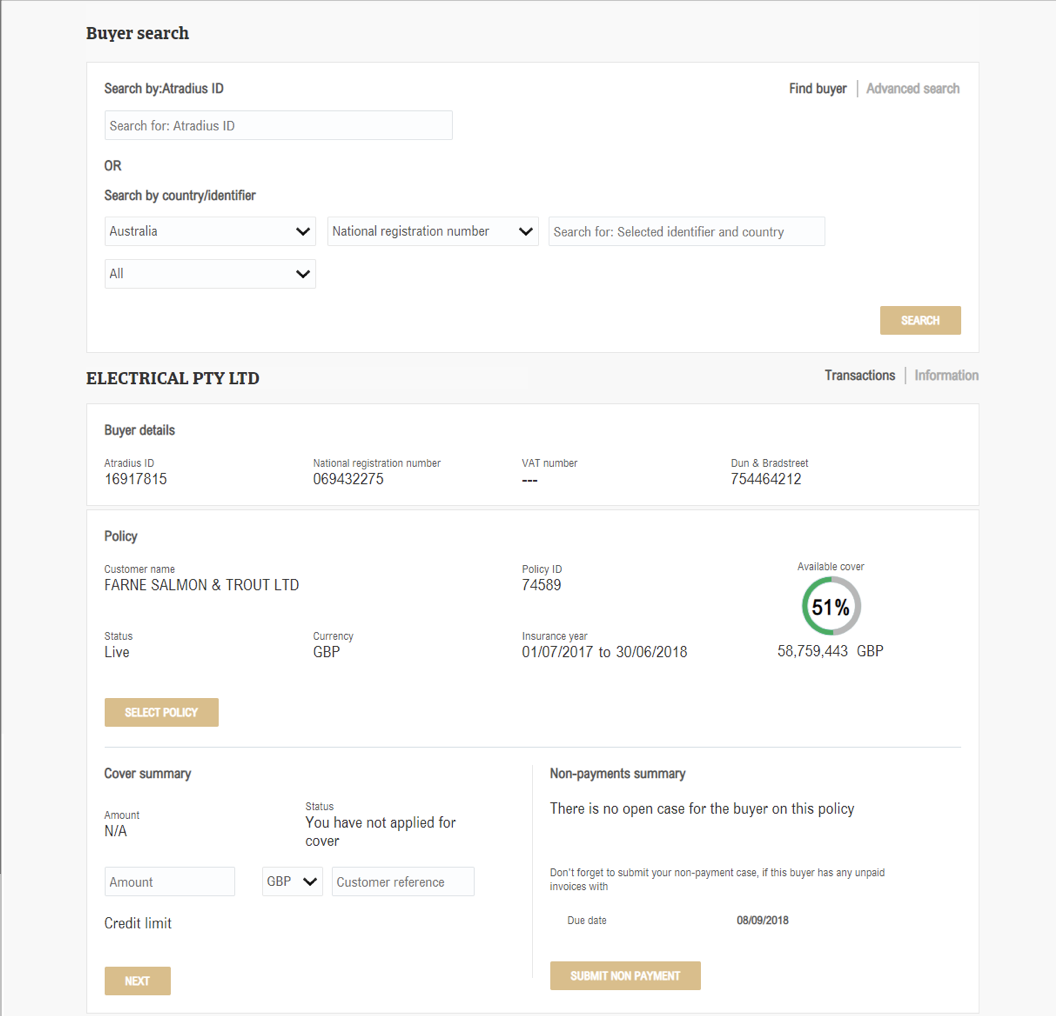 Buyer search
Search by:Atradius ID
Find buyer | Advanced search
Search for: Atradius ID
OR
Search by country/identifier
Australia
National registration number
Search for: Selected identifier and country
All
SEARCH
ELECTRICAL PTY LTD
Transactions | Information
Buyer details
Atradius ID
National registration number
VAT number
Dun & Bradstreet
16917815
069432275
---
754464212
Policy
Customer name
Policy ID
Available cover
FARNE SALMON & TROUT LTD
74589
51%
Status
Currency
Insurance year
Live
GBP
01/07/2017 to 30/06/2018
58,759,443 GBP
SELECT POLICY
Cover summary
Amount
N/A
Status
You have not applied for
cover
Amount
GBP
Customer reference
Credit limit
NEXT
Non-payments summary
There is no open case for the buyer on this policy
Don't forget to submit your non-payment case, if this buyer has any unpaid
invoices with
Due date
08/09/2018
SUBMIT NON PAYMENT